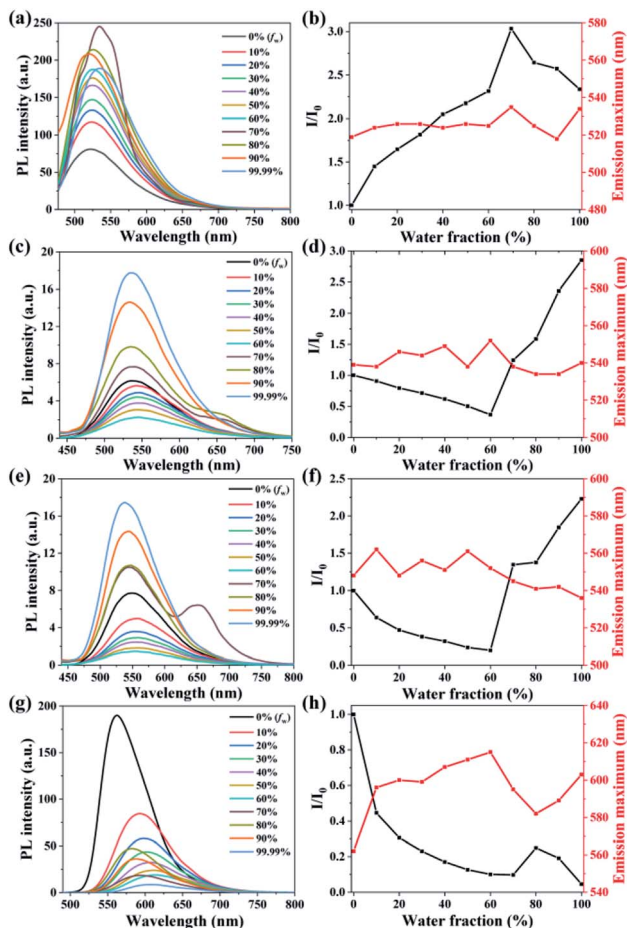 (a)
PL intensity (a.u.)
250
200
150
100
50
0
500 550 600 650 700 750 800
Wavelength (nm)
0% (fw)
10%
20%
30%
40%
50%
60%
70%
80%
90%
99.99%
(b)
I/I0
3.0
2.5
2.0
1.5
1.0
0 20 40 60 80 100
Water fraction (%)
580
560
540
520
500
480
Emission maximum (nm)
(c)
PL intensity (a.u.)
20
16
12
8
4
0
450 500 550 600 650 700 750
Wavelength (nm)
0% (fw)
10%
20%
30%
40%
50%
60%
70%
80%
90%
99.99%
(d)
I/I0
3.0
2.5
2.0
1.5
1.0
0.5
0.0
0 20 40 60 80 100
Water fraction (%)
600
580
560
540
520
500
Emission maximum (nm)
(e)
PL intensity (a.u.)
20
16
12
8
4
0
450 500 550 600 650 700 750 800
Wavelength (nm)
0% (fw)
10%
20%
30%
40%
50%
60%
70%
80%
90%
99.99%
(f)
I/I0
2.5
2.0
1.5
1.0
0.5
0.0
0 20 40 60 80 100
Water fraction (%)
600
580
560
540
520
500
Emission maximum (nm)
(g)
PL intensity (a.u.)
200
150
100
50
0
500 550 600 650 700 750 800
Wavelength (nm)
0% (fw)
10%
20%
30%
40%
50%
60%
70%
80%
90%
99.99%
(h)
I/I0
1.0
0.8
0.6
0.4
0.2
0.0
0 20 40 60 80 100
Water fraction (%)
640
620
600
580
560
540
Emission maximum (nm)